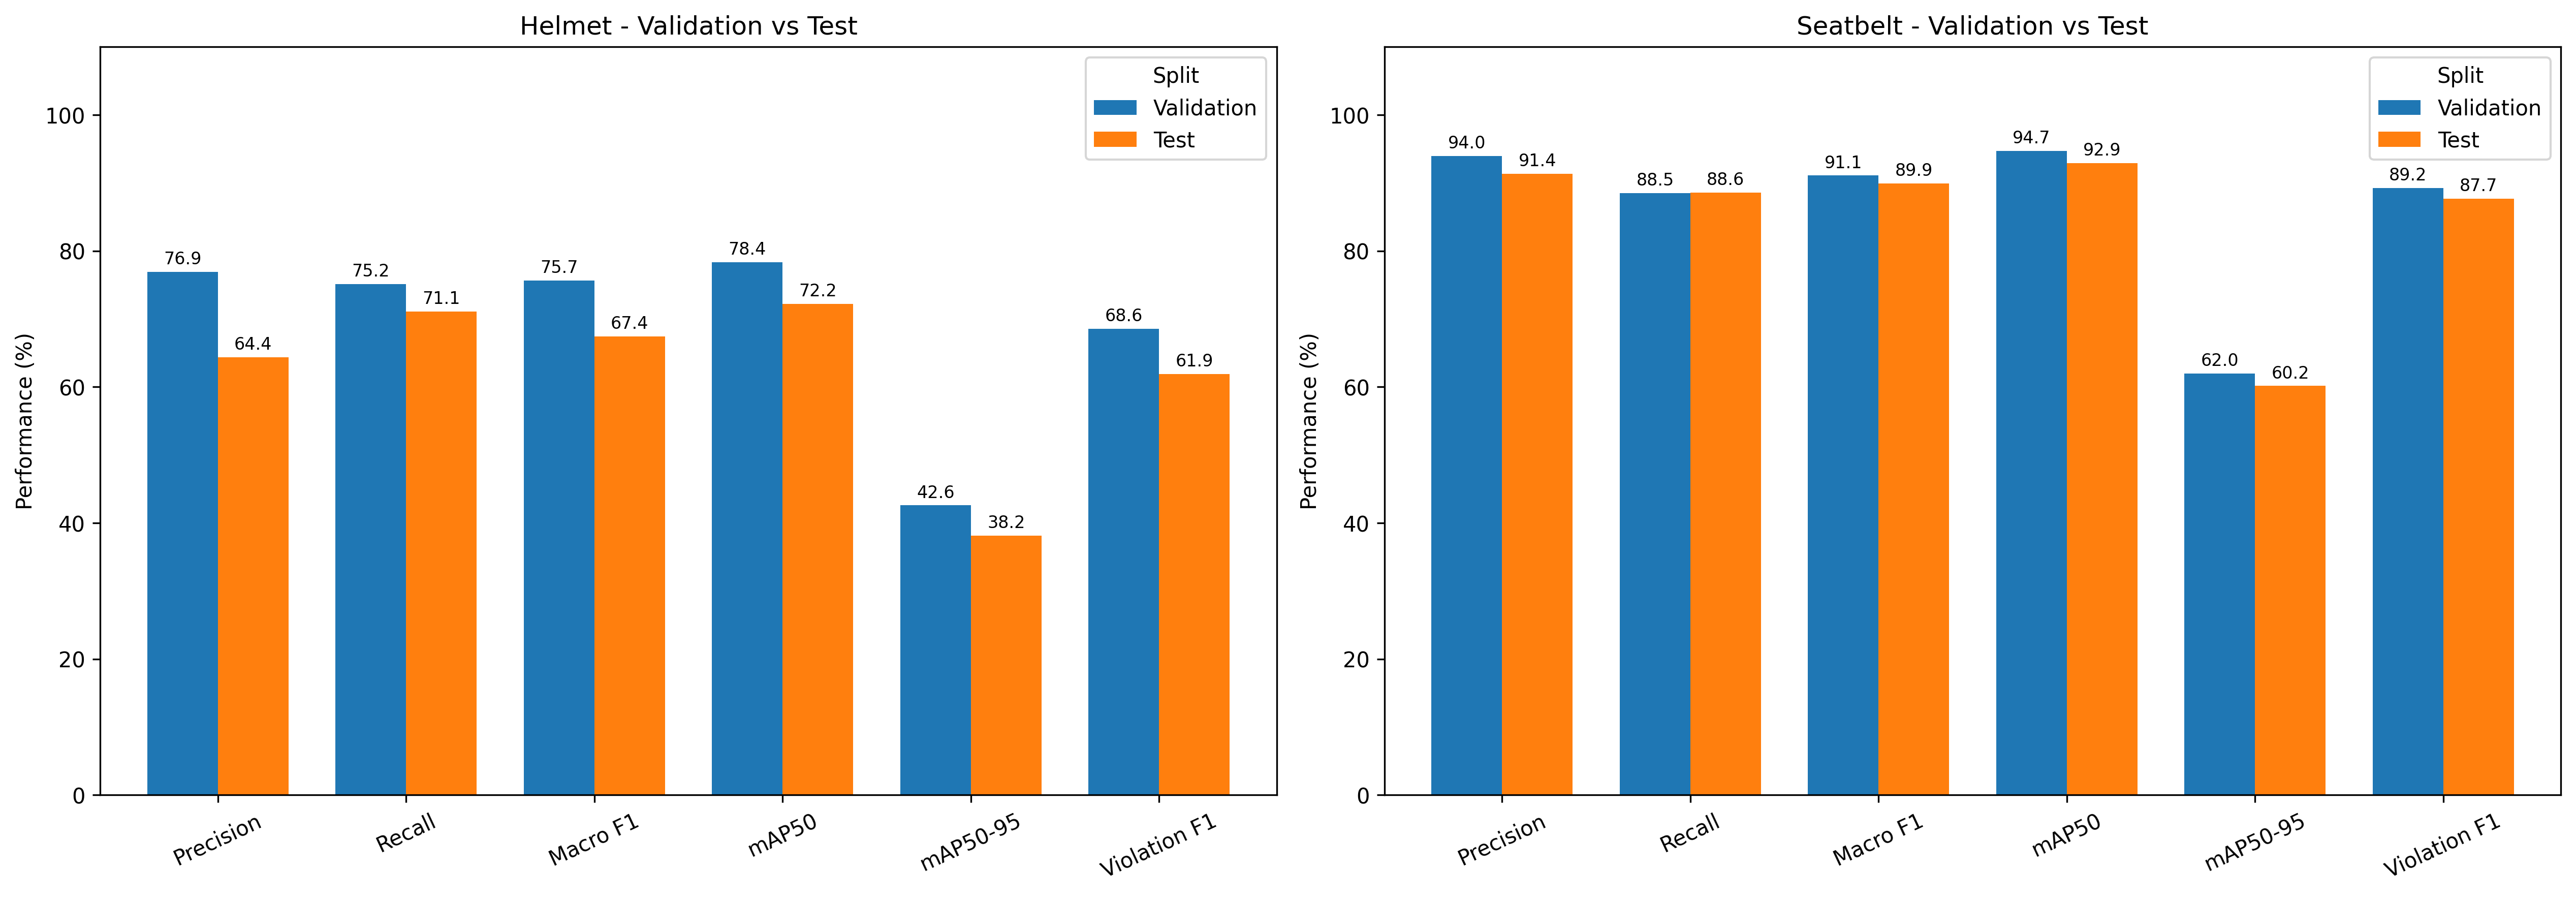 Helmet - Validation vs Test
Performance (%)
100
80
60
40
20
0
Split
Validation
Test
76.9
64.4
75.2
71.1
75.7
67.4
78.4
72.2
42.6
38.2
68.6
61.9
Precision
Recall
Macro F1
mAP50
mAP50-95
Violation F1
Seatbelt - Validation vs Test
Performance (%)
100
80
60
40
20
0
Split
Validation
Test
94.0
91.4
88.5
88.6
91.1
89.9
94.7
92.9
62.0
60.2
89.2
87.7
Precision
Recall
Macro F1
mAP50
mAP50-95
Violation F1